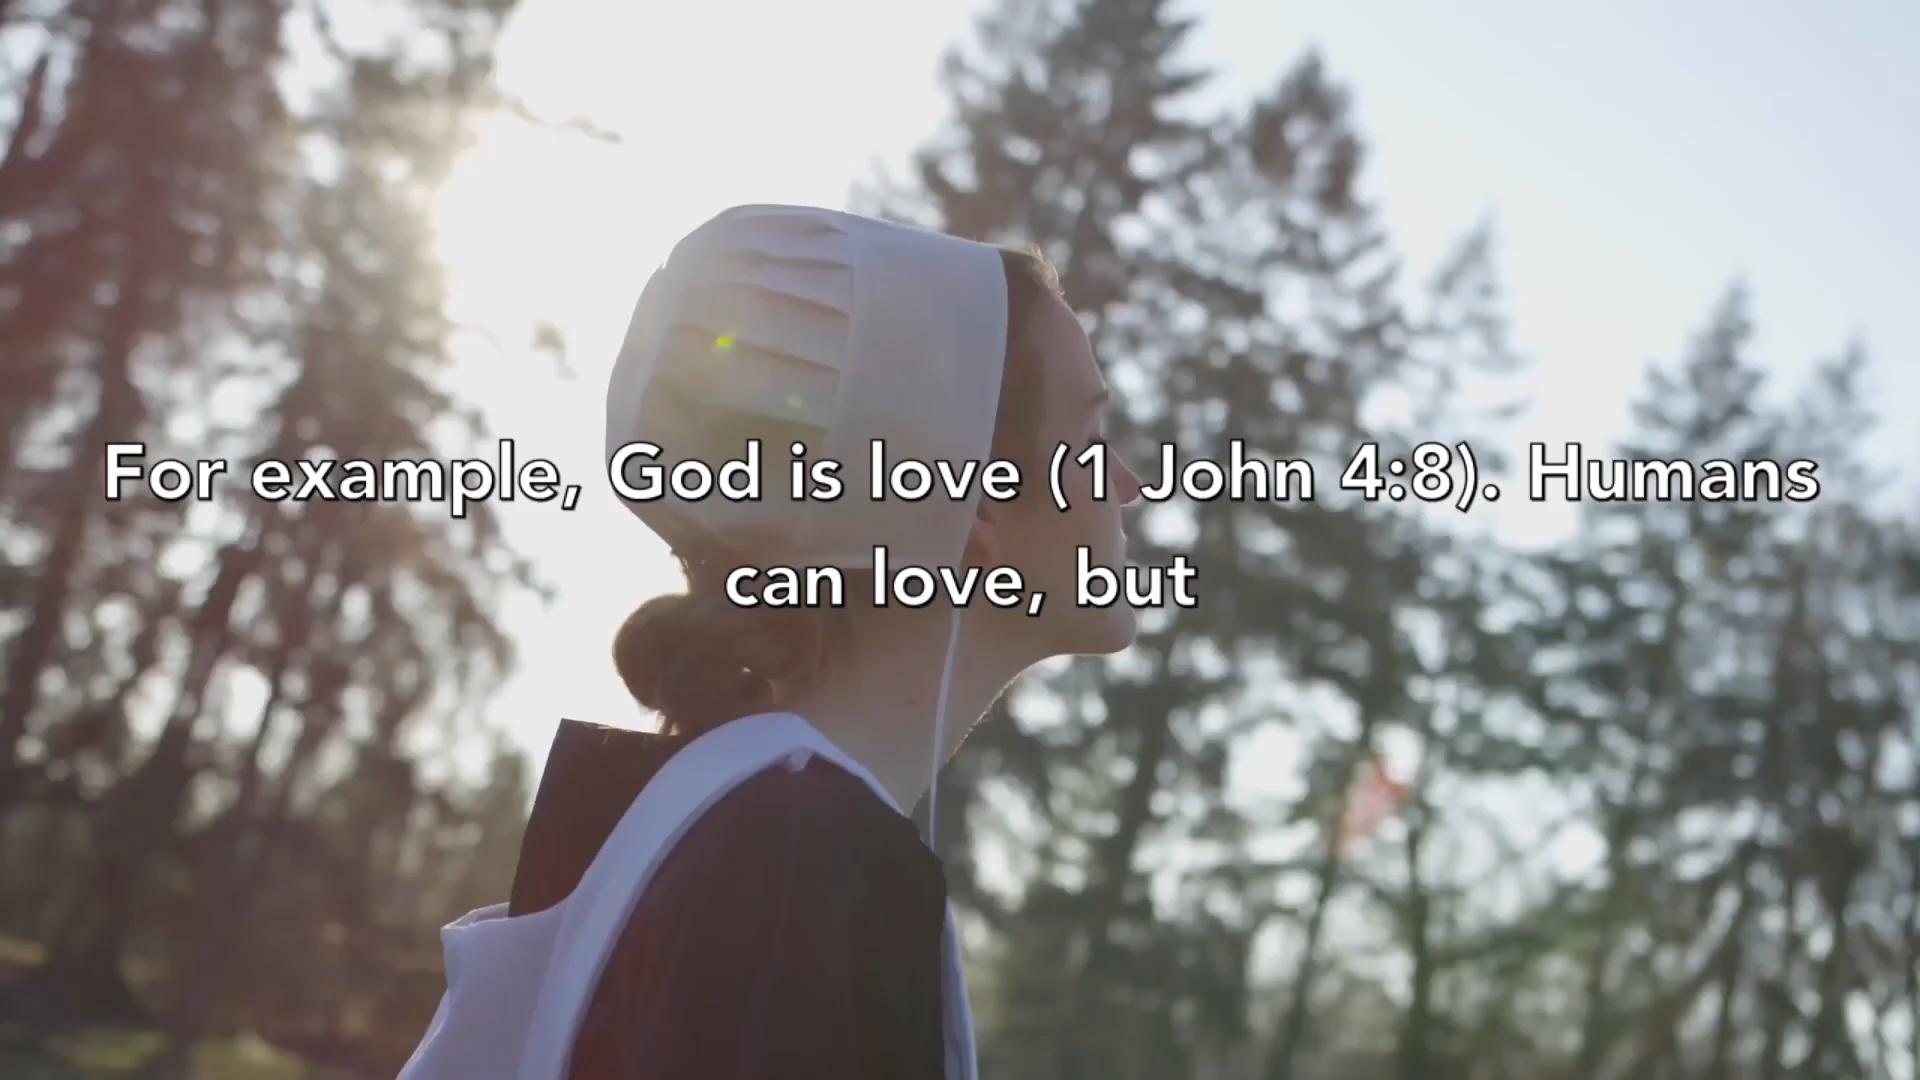 For example, God is love (1 John 4:8). Humans
can love, but